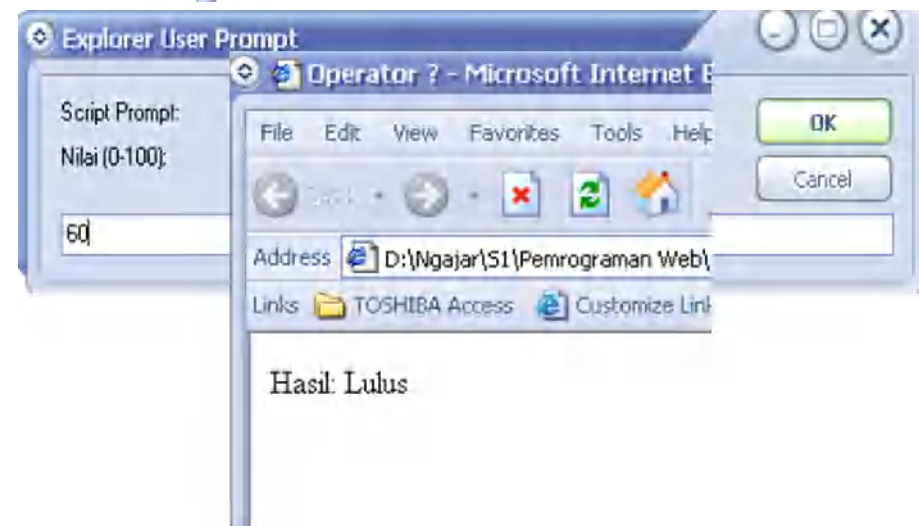 Explorer User Prompt
Script Prompt:
Nilai (0-100):
60
OK
Cancel
Operator ? - Microsoft Internet E
File Edit View Favorites Tools Help
Address D:\Ngajar\S1\Pemrograman Web\
Links TOSHIBA Access Customize Link
Hasil: Lulus